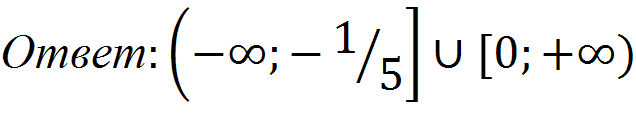 Ответ: (−∞; − 1/5] ∪ [0; +∞)